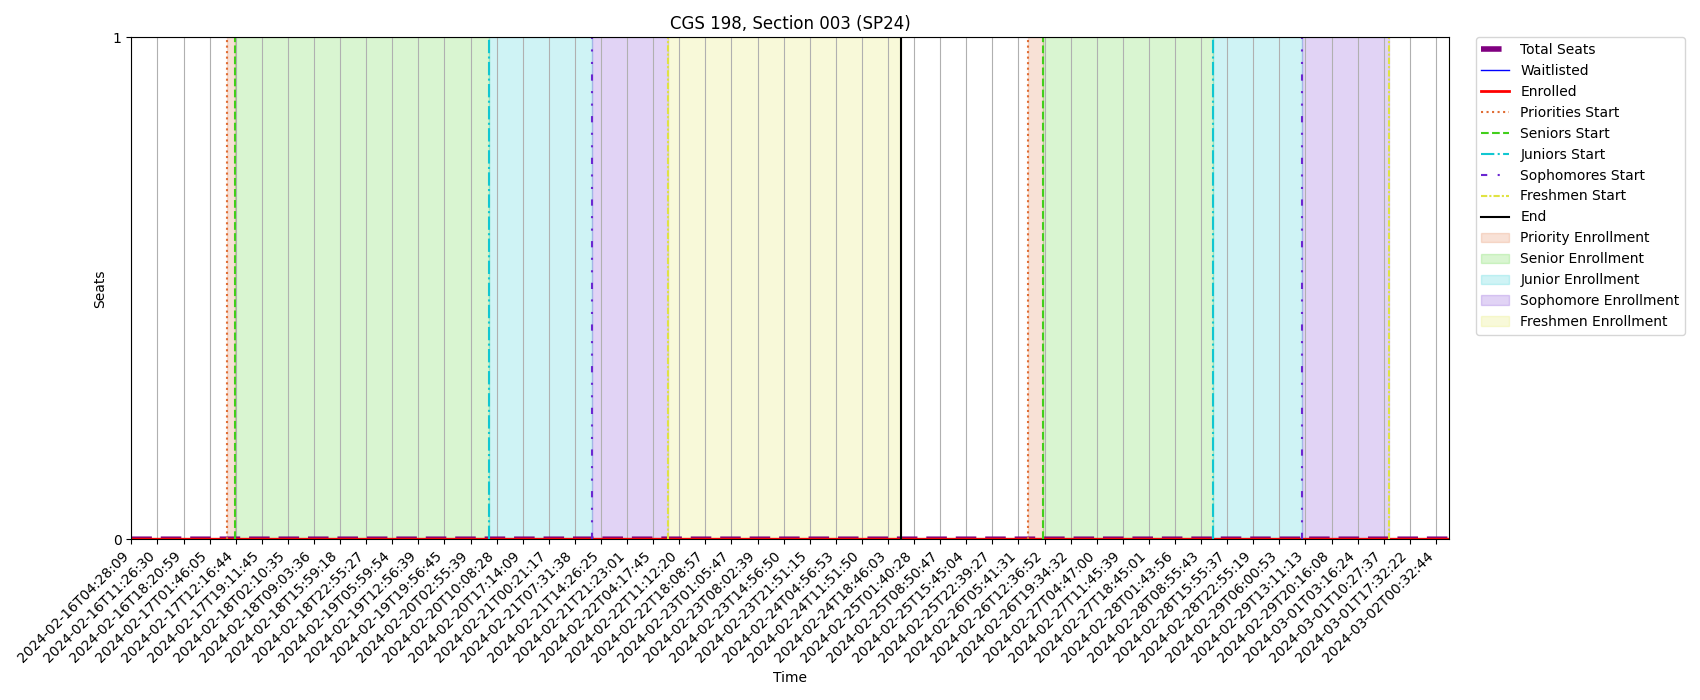 CGS 198, Section 003 (SP24)
1
0
Seats
2024-02-16T04:28:09
2024-02-16T11:26:30
2024-02-16T18:20:59
2024-02-17T01:46:05
2024-02-17T12:16:44
2024-02-17T19:11:45
2024-02-18T02:10:35
2024-02-18T09:03:36
2024-02-18T15:59:18
2024-02-18T22:55:27
2024-02-19T05:59:54
2024-02-19T12:56:39
2024-02-19T19:56:45
2024-02-20T02:55:39
2024-02-20T10:08:28
2024-02-20T17:14:09
2024-02-21T00:21:17
2024-02-21T07:31:38
2024-02-21T14:26:25
2024-02-21T21:23:01
2024-02-22T04:17:45
2024-02-22T11:12:20
2024-02-22T18:08:57
2024-02-23T01:05:47
2024-02-23T08:02:39
2024-02-23T14:56:50
2024-02-23T21:51:15
2024-02-24T04:56:53
2024-02-24T11:51:50
2024-02-24T18:46:03
2024-02-25T01:40:28
2024-02-25T08:50:47
2024-02-25T15:45:04
2024-02-25T22:39:27
2024-02-26T05:41:31
2024-02-26T12:36:52
2024-02-26T19:34:32
2024-02-27T04:47:00
2024-02-27T11:45:39
2024-02-27T18:45:01
2024-02-28T01:43:56
2024-02-28T08:55:43
2024-02-28T15:55:37
2024-02-28T22:55:19
2024-02-29T06:00:53
2024-02-29T13:11:13
2024-02-29T20:16:08
2024-03-01T03:16:24
2024-03-01T10:27:37
2024-03-01T17:32:22
2024-03-02T00:32:44
Time
Total Seats
Waitlisted
Enrolled
Priorities Start
Seniors Start
Juniors Start
Sophomores Start
Freshmen Start
End
Priority Enrollment
Senior Enrollment
Junior Enrollment
Sophomore Enrollment
Freshmen Enrollment